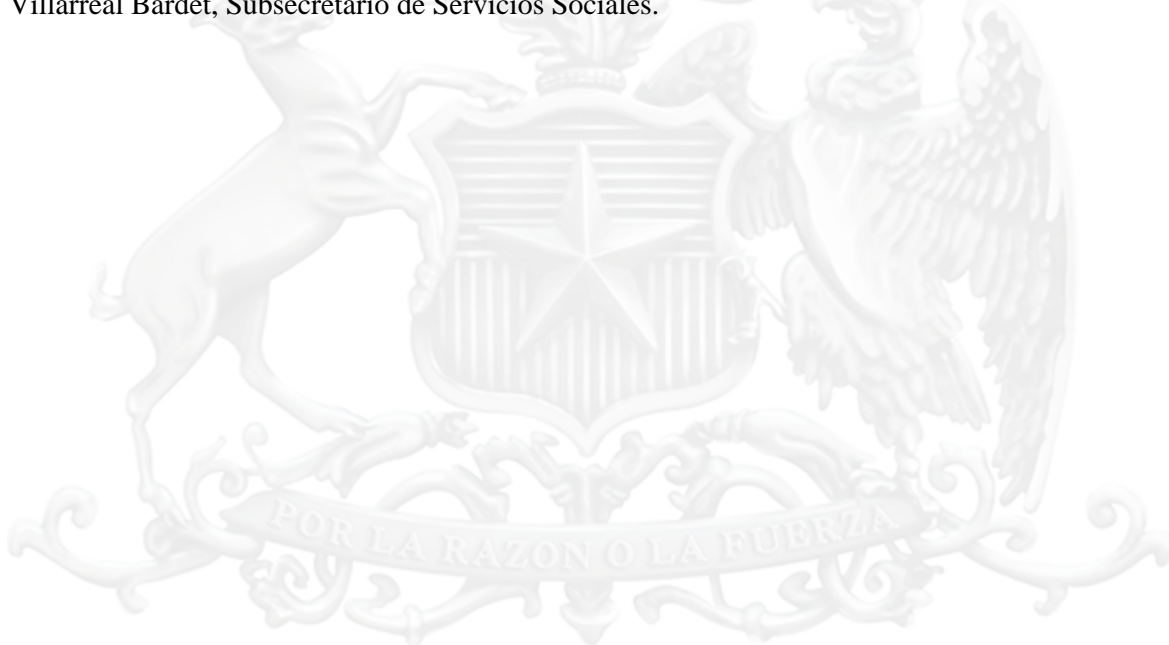 Villarreal Bardet, Subsecretario de Servicios Sociales.
POR LA RAZON O LA FUERZA